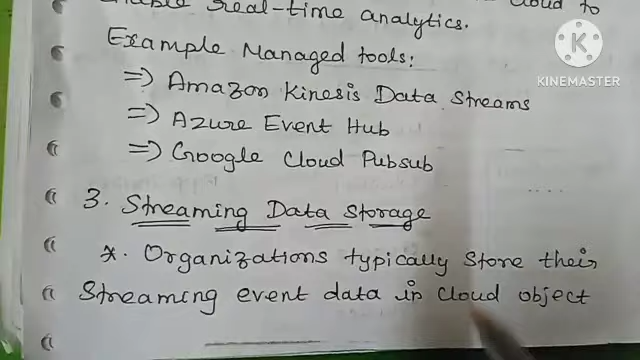 real-time analytics.
Example Managed tools:
=> Amazon Kinesis Data Streams
=> Azure Event Hub
=> Google Cloud Pubsub
3. Streaming Data Storage
*. Organizations typically store their
Streaming event data in cloud object
KINEMASTER